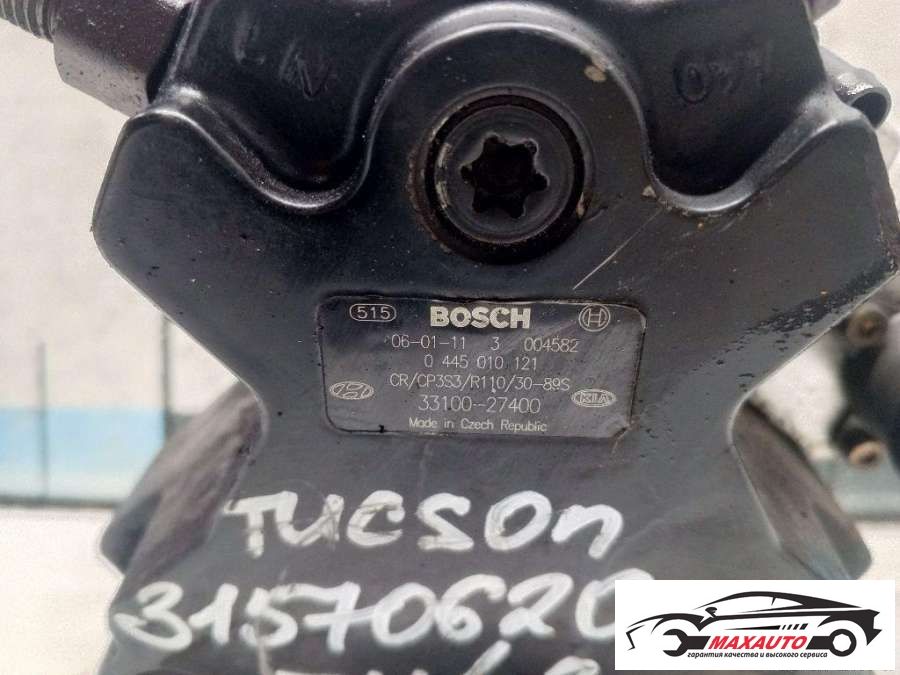 515 BOSCH H
06-01-11 3 004582
0 445 010 121
CR/CP3S3/R110/30-89S
33100-27400
KIA
Made in Czech Republic
TUCSON
31570620
MAXAUTO
гарантия качества и высокого сервиса